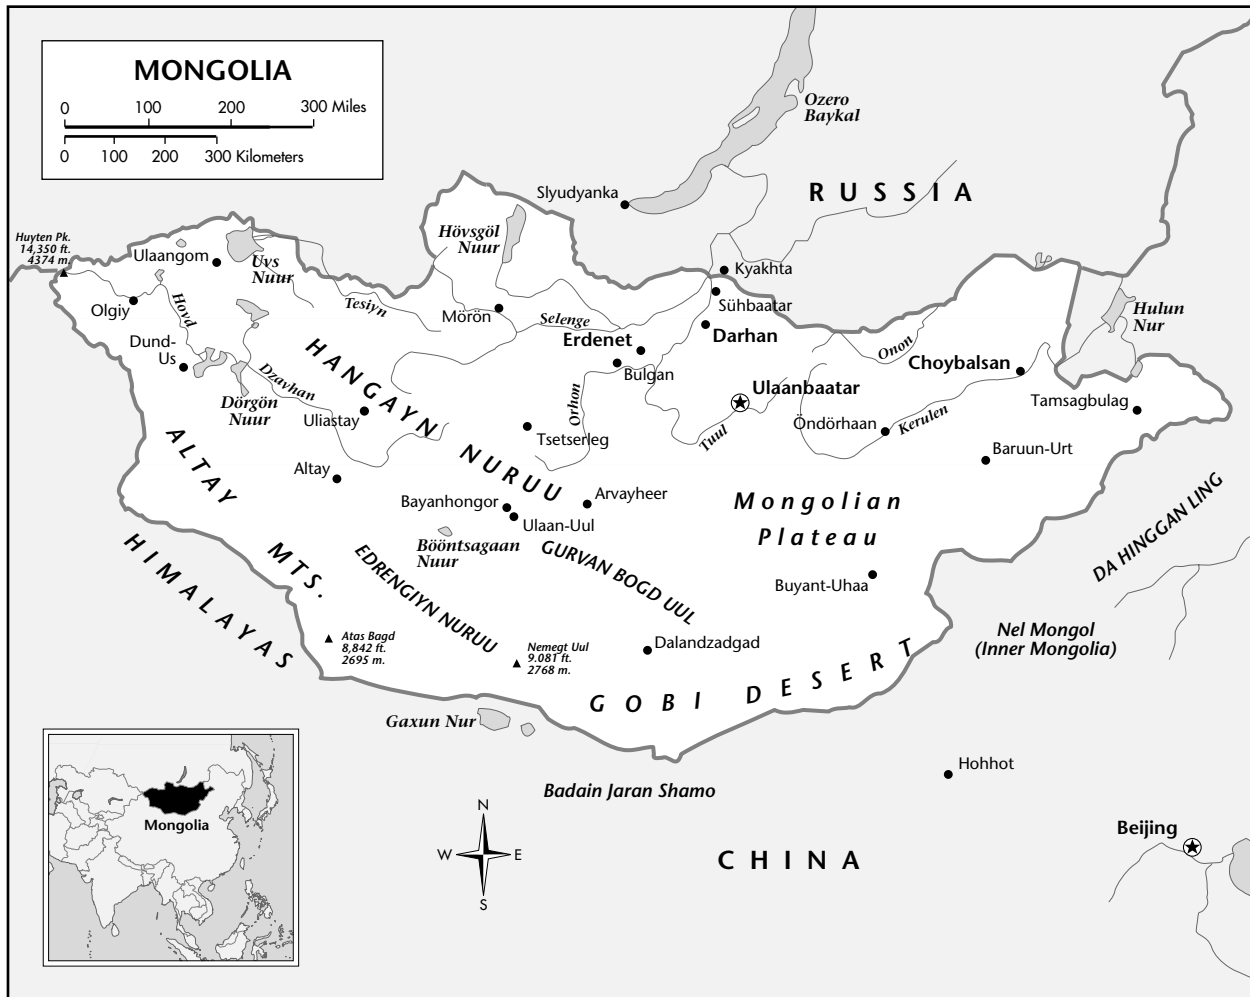 MONGOLIA
0 100 200 300 Miles
0 100 200 300 Kilometers
Ozero
Baykal
RUSSIA
Slyudyanka
Hövsgöl
Nuur
Huyten Pk.
14,350 ft.
4374 m.
Ulaangom
Uvs
Nuur
Kyakhta
Olgiy
Hovd
Tesiyn
Mörön
Selenge
Sühbaatar
Hulun
Nur
Dund-
Us
Erdenet
Darhan
Onon
Choybalsan
HANGAYN NURUU
Bulgan
Dzavhan
Ulaanbaatar
Dörgön
Nuur
Uliastay
Orhon
Tamsagbulag
Tsetserleg
Tuul
Öndörhaan
Kerulen
ALTAY MTS.
Baruun-Urt
Altay
Bayanhongor
Arvayheer
Mongolian
Plateau
Ulaan-Uul
DA HINGGAN LING
Bööntsagaan
Nuur
HIMALAYAS
EDRENGIYN NURUU
GURVAN BOGD UUL
Buyant-Uhaa
Atas Bagd
8,842 ft.
2695 m.
Nemegt Uul
9.081 ft.
2768 m.
Dalandzadgad
Nel Mongol
(Inner Mongolia)
GOBI DESERT
Gaxun Nur
Hohhot
Badain Jaran Shamo
Mongolia
N
W E
S
CHINA
Beijing